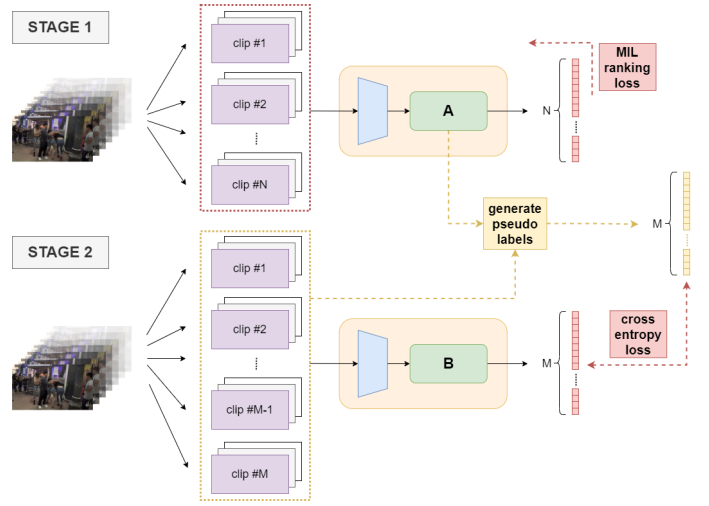 STAGE 1
clip #1
clip #2
clip #N
A
N
MIL
ranking
loss
generate
pseudo
labels
M
STAGE 2
clip #1
clip #2
clip #M-1
clip #M
B
M
cross
entropy
loss